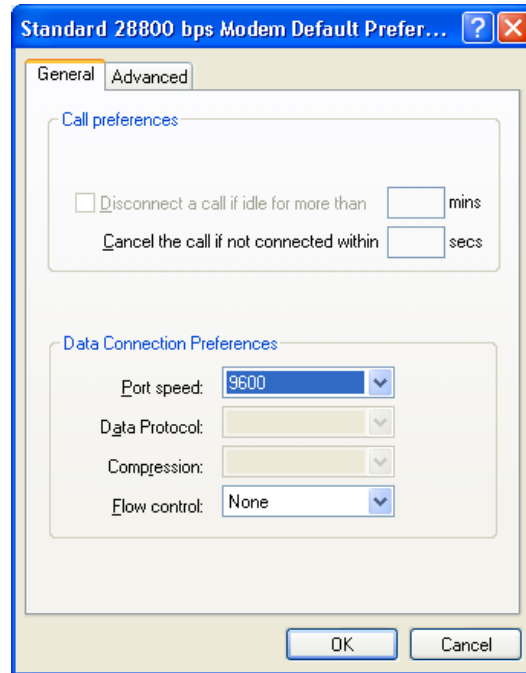 Standard 28800 bps Modem Default Prefer...
General Advanced
Call preferences
Disconnect a call if idle for more than mins
Cancel the call if not connected within secs
Data Connection Preferences
Port speed: 9600
Data Protocol:
Compression:
Flow control: None
OK Cancel